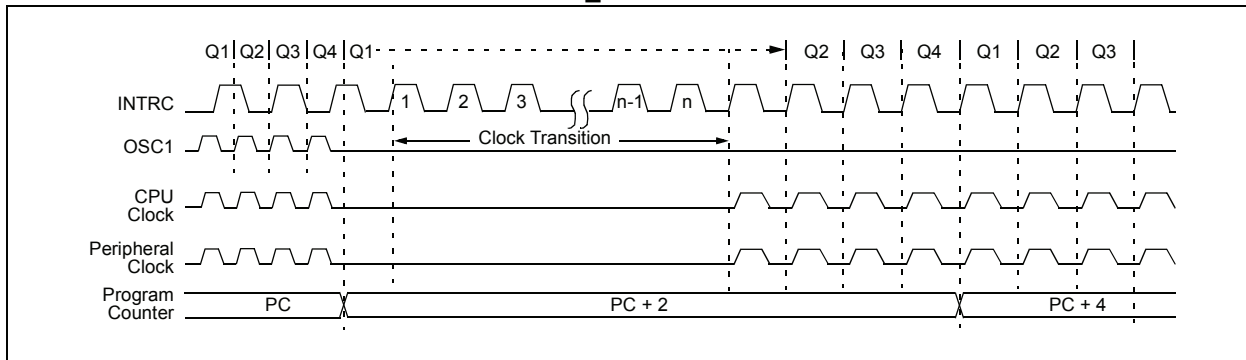 Q1 Q2 Q3 Q4 Q1 Q2 Q3 Q4 Q1 Q2 Q3
INTRC 1 2 3 n-1 n
OSC1 Clock Transition
CPU
Clock
Peripheral
Clock
Program
Counter
PC PC + 2 PC + 4